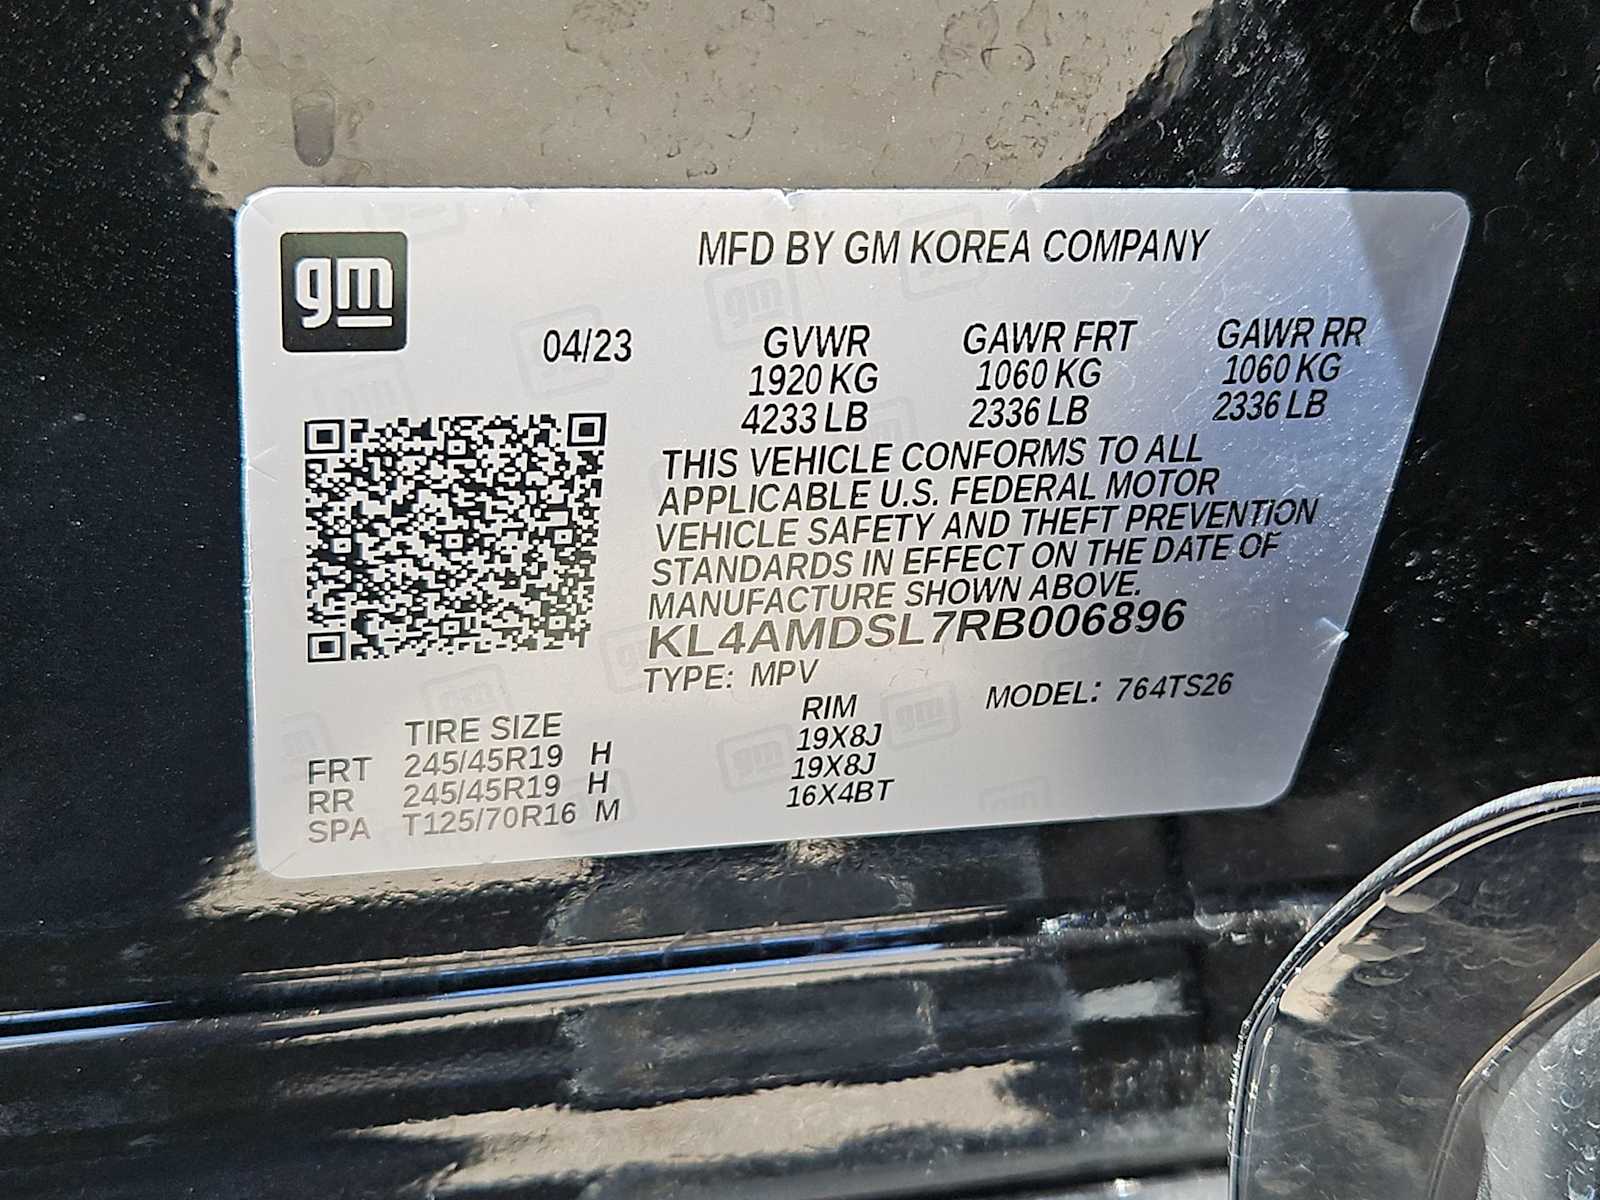 gm
MFD BY GM KOREA COMPANY
04/23 GVWR GAWR FRT GAWR RR
1920 KG 1060 KG 1060 KG
4233 LB 2336 LB 2336 LB
THIS VEHICLE CONFORMS TO ALL
APPLICABLE U.S. FEDERAL MOTOR
VEHICLE SAFETY AND THEFT PREVENTION
STANDARDS IN EFFECT ON THE DATE OF
MANUFACTURE SHOWN ABOVE.
KL4AMDSL7RB006896
TYPE: MPV MODEL: 764TS26
TIRE SIZE RIM
FRT 245/45R19 H 19X8J
RR 245/45R19 H 19X8J
SPA T125/70R16 M 16X4BT